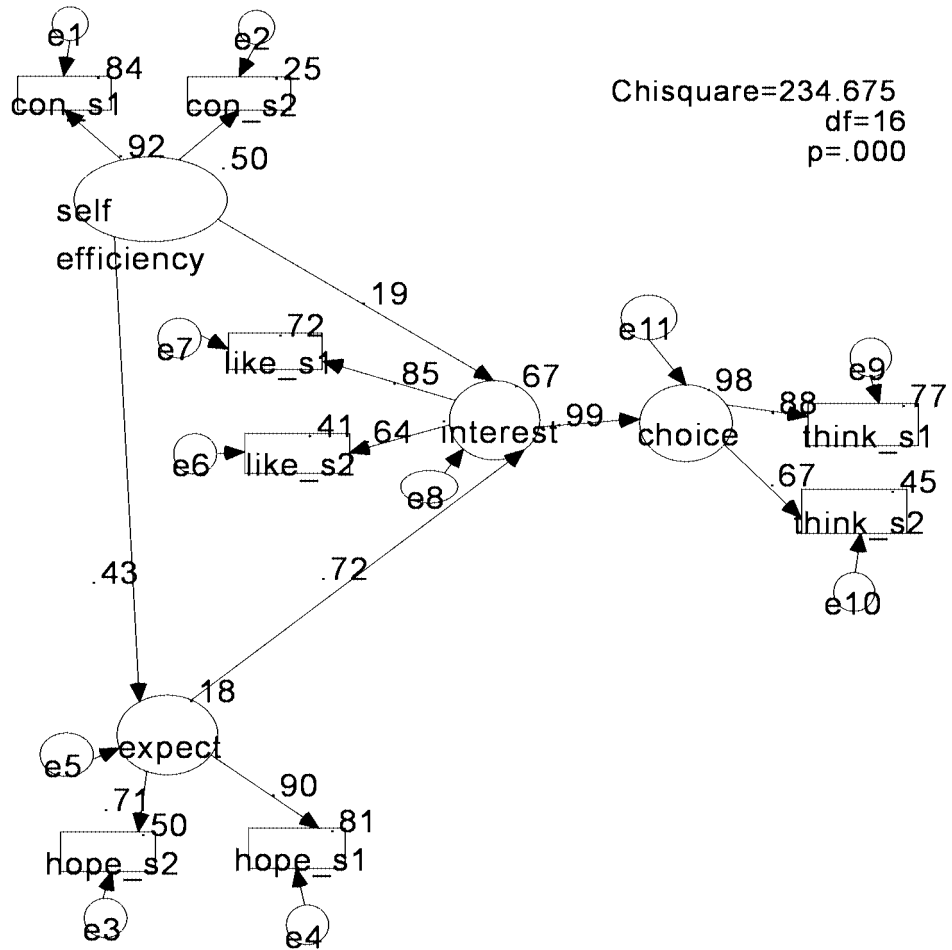 e1
e2
.84
.25
con_s1
con_s2
Chisquare=234.675
df=16
p=.000
.92
.50
self
efficiency
.19
e11
e7
.72
like_s1
.85
.67
.98
e9
.77
.88
think_s1
.41
.64
interest
.99
choice
e6
like_s2
e8
.67
.45
think_s2
.43
.72
e10
.18
expect
e5
.71
.90
.50
.81
hope_s2
hope_s1
e3
e4